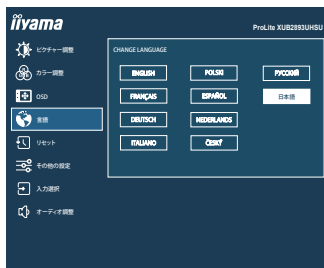 iiyama
ProLite XUB2893UHSU
ピクチャー調整
カラー調整
OSD
言語
リセット
その他の設定
入力選択
オーディオ調整
CHANGE LANGUAGE
ENGLISH
POLSKI
РУССКИЙ
FRANÇAIS
ESPAÑOL
日本語
DEUTSCH
NEDERLANDS
ITALIANO
ČESKÝ